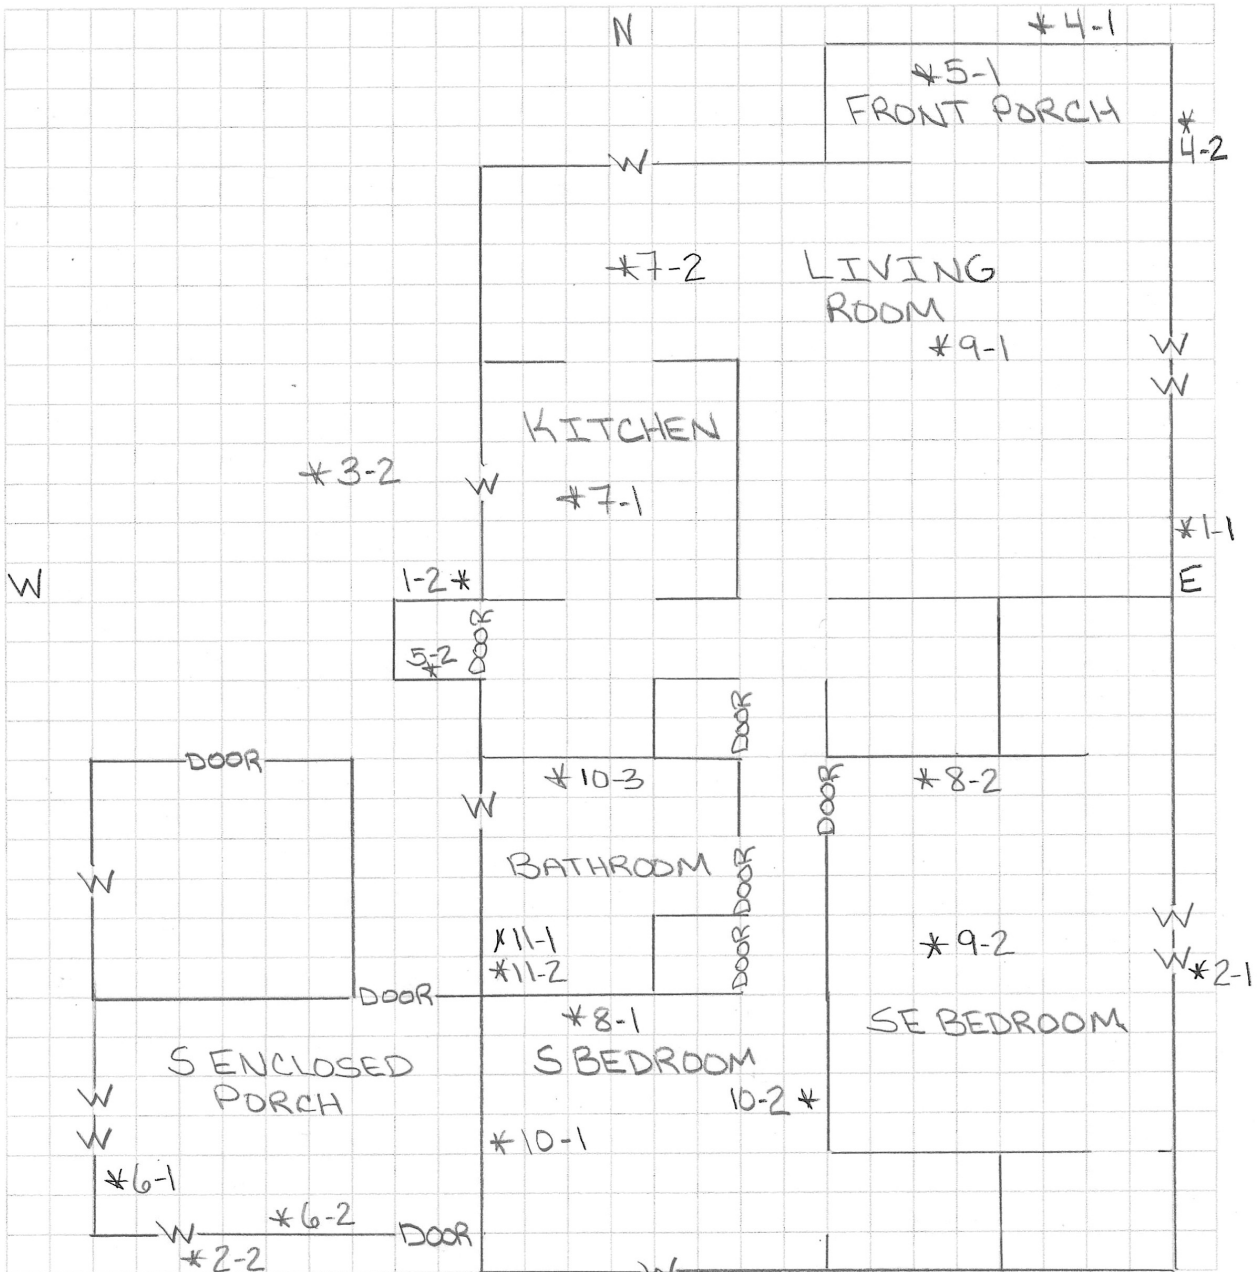 N
* 4-1
*5-1
FRONT PORCH
*
4-2
W
*7-2
LIVING
ROOM
*9-1
W
W
KITCHEN
*3-2
W
*7-1
*1-1
W
1-2 *
E
DOOR
5-2
*
DOOR
DOOR
*10-3
DOOR
*8-2
W
W
BATHROOM
DOOR
*11-1
*11-2
DOOR
*9-2
W
W
*2-1
DOOR
*8-1
SE BEDROOM
S ENCLOSED
PORCH
S BEDROOM
10-2 *
W
W
*10-1
*6-1
*6-2
W
DOOR
*2-2
W